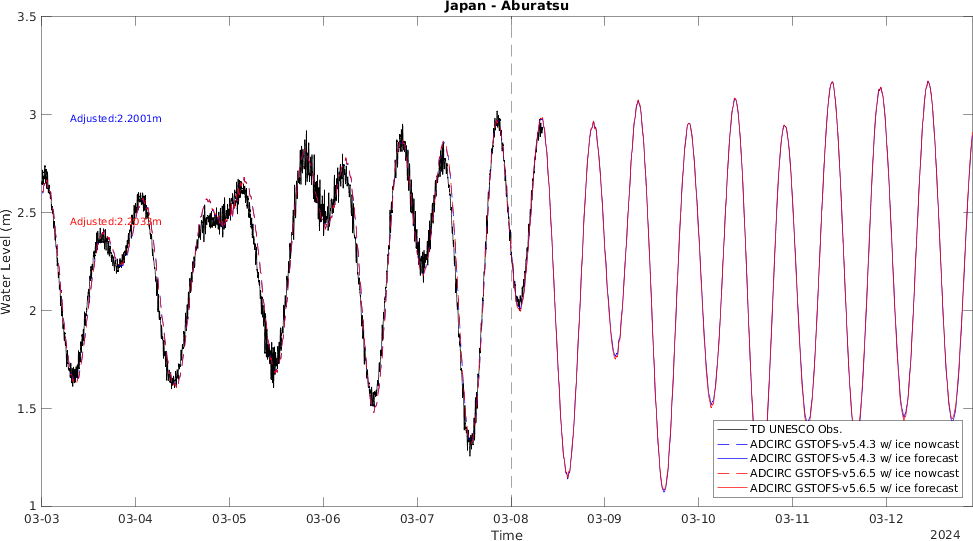 Japan - Aburatsu
3.5
3
2.5
2
1.5
1
Water Level (m)
Adjusted:2.2001m
Adjusted:2.2033m
TD UNESCO Obs.
ADCIRC GSTOFS-v5.4.3 w/ ice nowcast
ADCIRC GSTOFS-v5.4.3 w/ ice forecast
ADCIRC GSTOFS-v5.6.5 w/ ice nowcast
ADCIRC GSTOFS-v5.6.5 w/ ice forecast
03-03 03-04 03-05 03-06 03-07 03-08 03-09 03-10 03-11 03-12
Time
2024